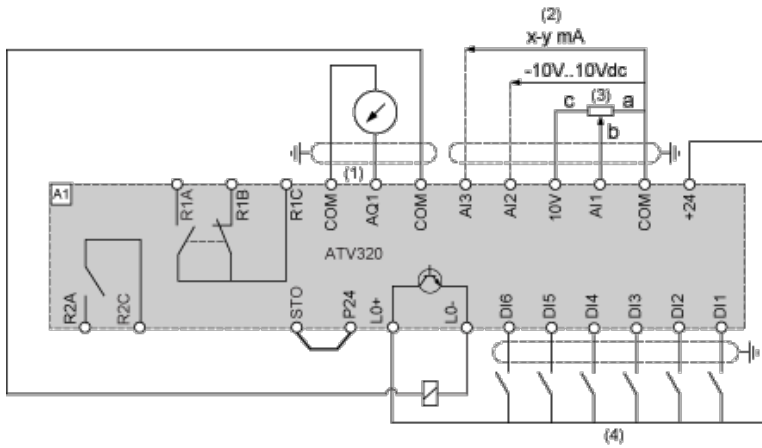 (2)
x-y mA
-10V..10Vdc
c (3) a
b
(1)
A1
R1A R1B R1C COM AQ1 COM AI3 AI2 10V AI1 COM +24
ATV320
R2A R2C STO P24 L0+ L0- DI6 DI5 DI4 DI3 DI2 DI1
(4)